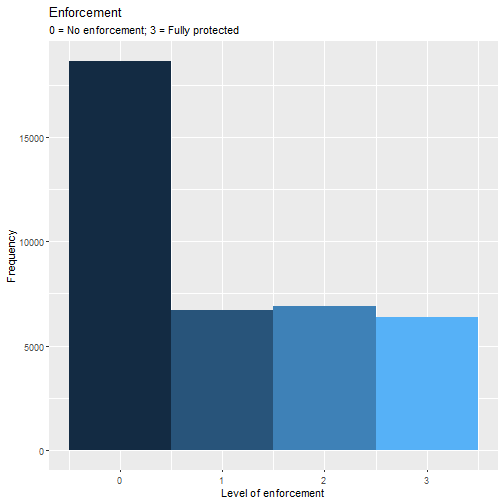 Enforcement
0 = No enforcement; 3 = Fully protected
Frequency
15000
10000
5000
0
0 1 2 3
Level of enforcement